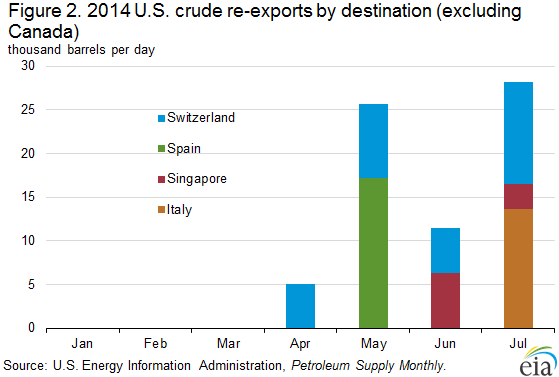 Figure 2. 2014 U.S. crude re-exports by destination (excluding
Canada)
thousand barrels per day
30
25
20
15
10
5
0
Switzerland
Spain
Singapore
Italy
Jan Feb Mar Apr May Jun Jul
Source: U.S. Energy Information Administration, Petroleum Supply Monthly.
eia